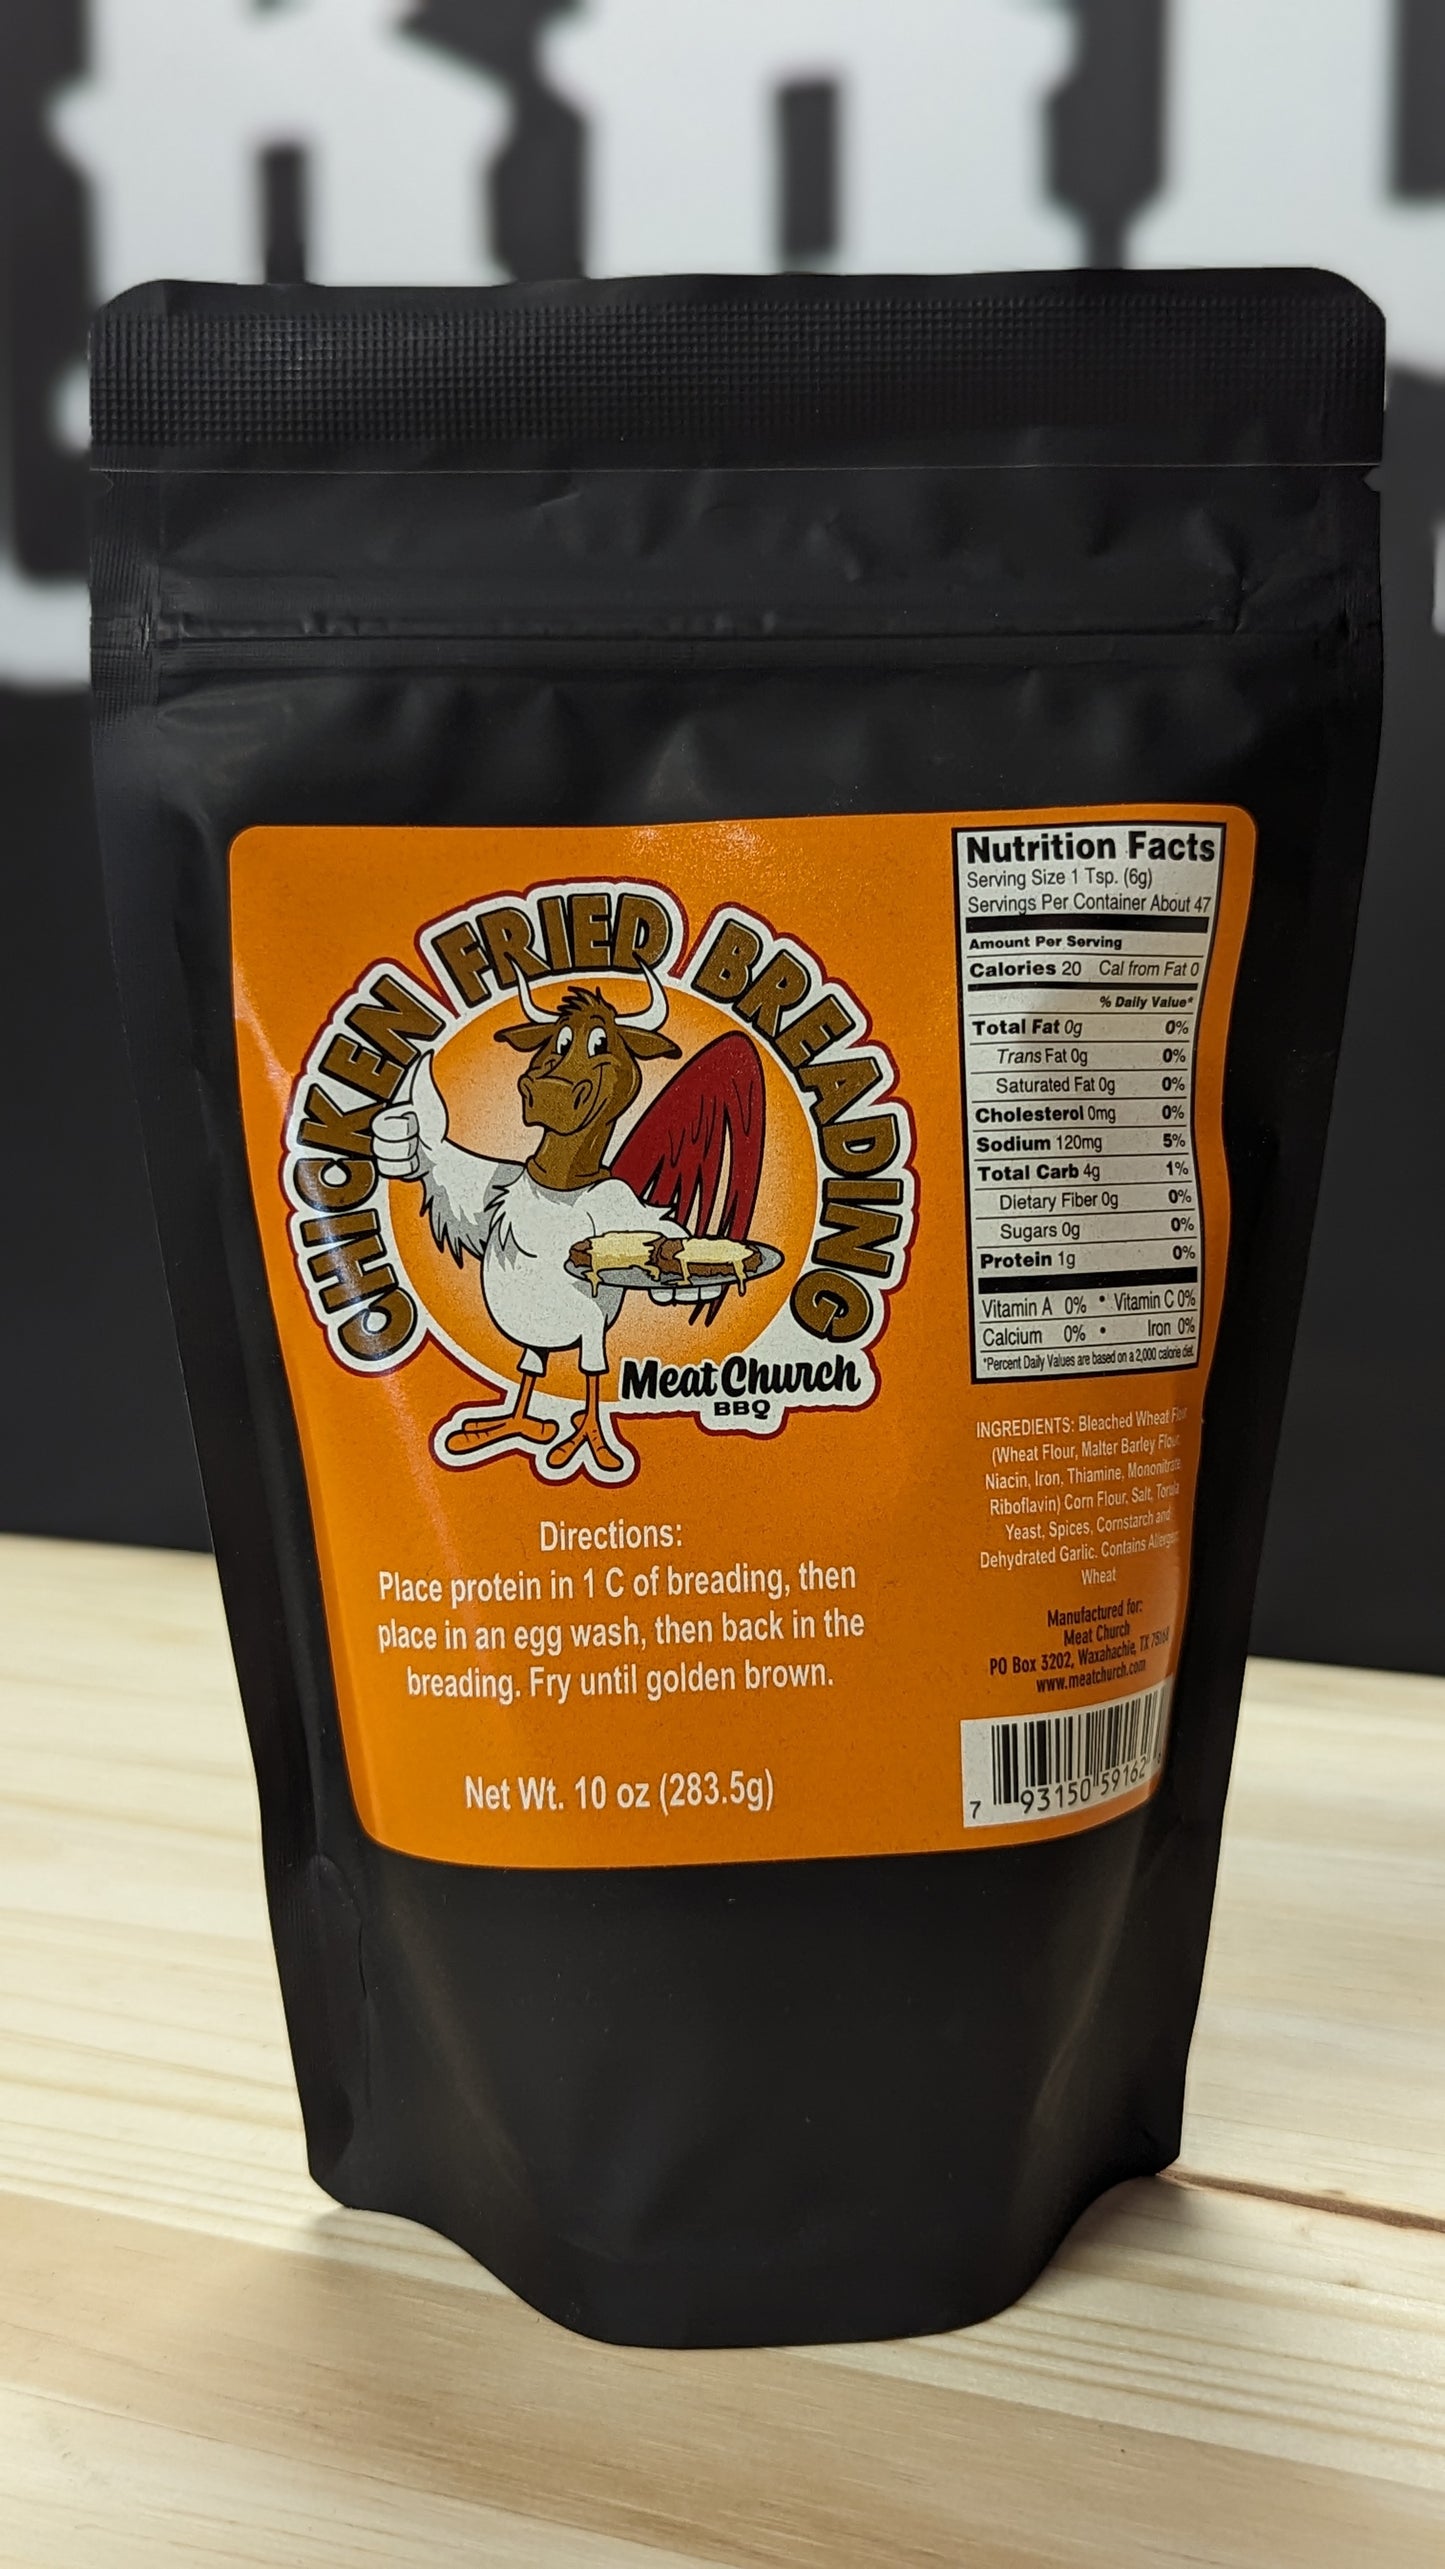 CHICKEN FRIED BREADING
Meat Church
BBQ
Directions:
Place protein in 1 C of breading, then
place in an egg wash, then back in the
breading. Fry until golden brown.
Net Wt. 10 oz (283.5g)
Nutrition Facts
Serving Size 1 Tsp. (6g)
Servings Per Container About 47
Amount Per Serving
Calories 20 Cal from Fat 0
% Daily Value*
Total Fat 0g 0%
Trans Fat 0g 0%
Saturated Fat 0g 0%
Cholesterol 0mg 0%
Sodium 120mg 5%
Total Carb 4g 1%
Dietary Fiber 0g 0%
Sugars 0g 0%
Protein 1g 0%
Vitamin A 0% • Vitamin C 0%
Calcium 0% • Iron 0%
*Percent Daily Values are based on a 2,000 calorie diet.
INGREDIENTS: Bleached Wheat Flour
(Wheat Flour, Malter Barley Flour,
Niacin, Iron, Thiamine, Mononitrate
Riboflavin) Corn Flour, Salt, Torula
Yeast, Spices, Cornstarch and
Dehydrated Garlic. Contains
Wheat
Manufactured for:
Meat Church
PO Box 3202, Waxahachie, TX
www.meatchurch.com
7 93150 59162